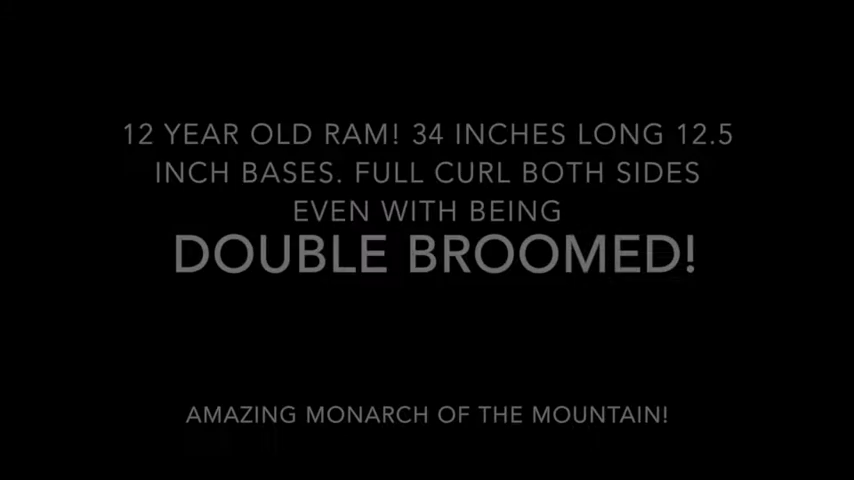 12 YEAR OLD RAM! 34 INCHES LONG 12.5
INCH BASES. FULL CURL BOTH SIDES
EVEN WITH BEING
DOUBLE BROOMED!
AMAZING MONARCH OF THE MOUNTAIN!